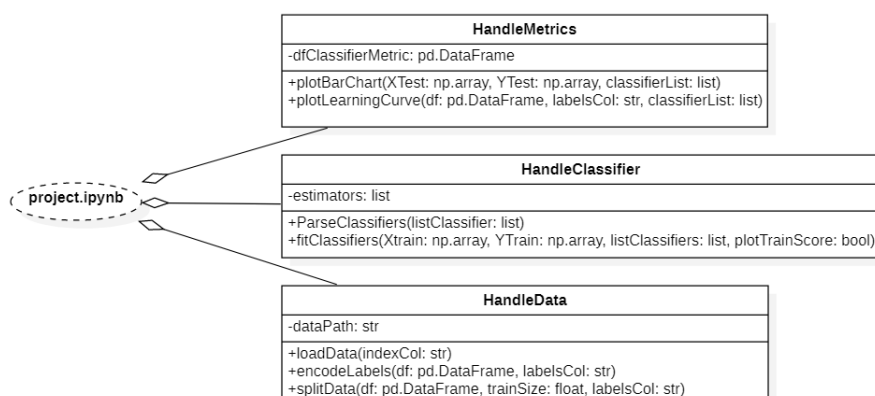 HandleMetrics
-dfClassifierMetric: pd.DataFrame
+plotBarChart(XTest: np.array, YTest: np.array, classifierList: list)
+plotLearningCurve(df: pd.DataFrame, labelsCol: str, classifierList: list)
project.ipynb
HandleClassifier
-estimators: list
+ParseClassifiers(listClassifier: list)
+fitClassifiers(Xtrain: np.array, YTrain: np.array, listClassifiers: list, plotTrainScore: bool)
HandleData
-dataPath: str
+loadData(indexCol: str)
+encodeLabels(df: pd.DataFrame, labelsCol: str)
+splitData(df: pd.DataFrame, trainSize: float, labelsCol: str)